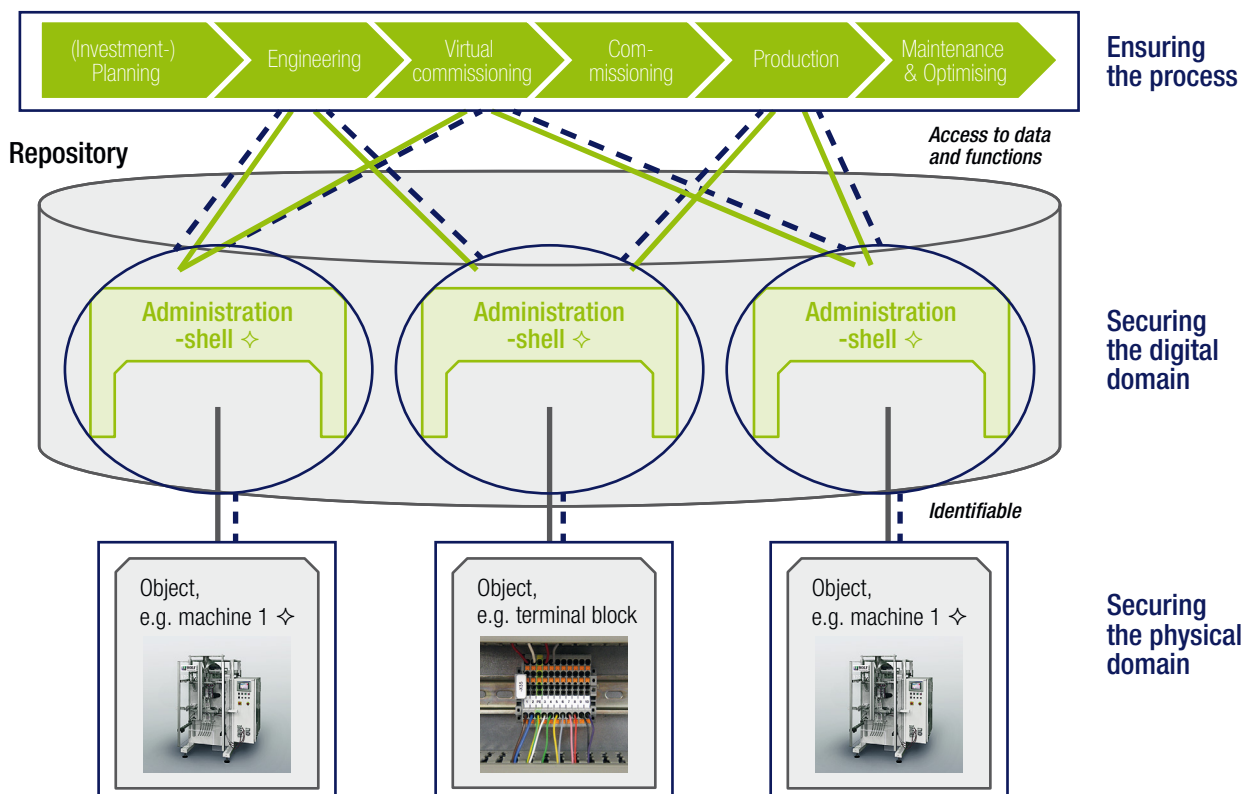 (Investment-)
Planning
Engineering
Virtual
commissioning
Com-
missioning
Production
Maintenance
& Optimising
Ensuring
the process
Access to data
and functions
Repository
Administration
-shell ✧
Administration
-shell ✧
Administration
-shell ✧
Securing
the digital
domain
Identifiable
Object,
e.g. machine 1 ✧
Object,
e.g. terminal block
Object,
e.g. machine 1 ✧
Securing
the physical
domain